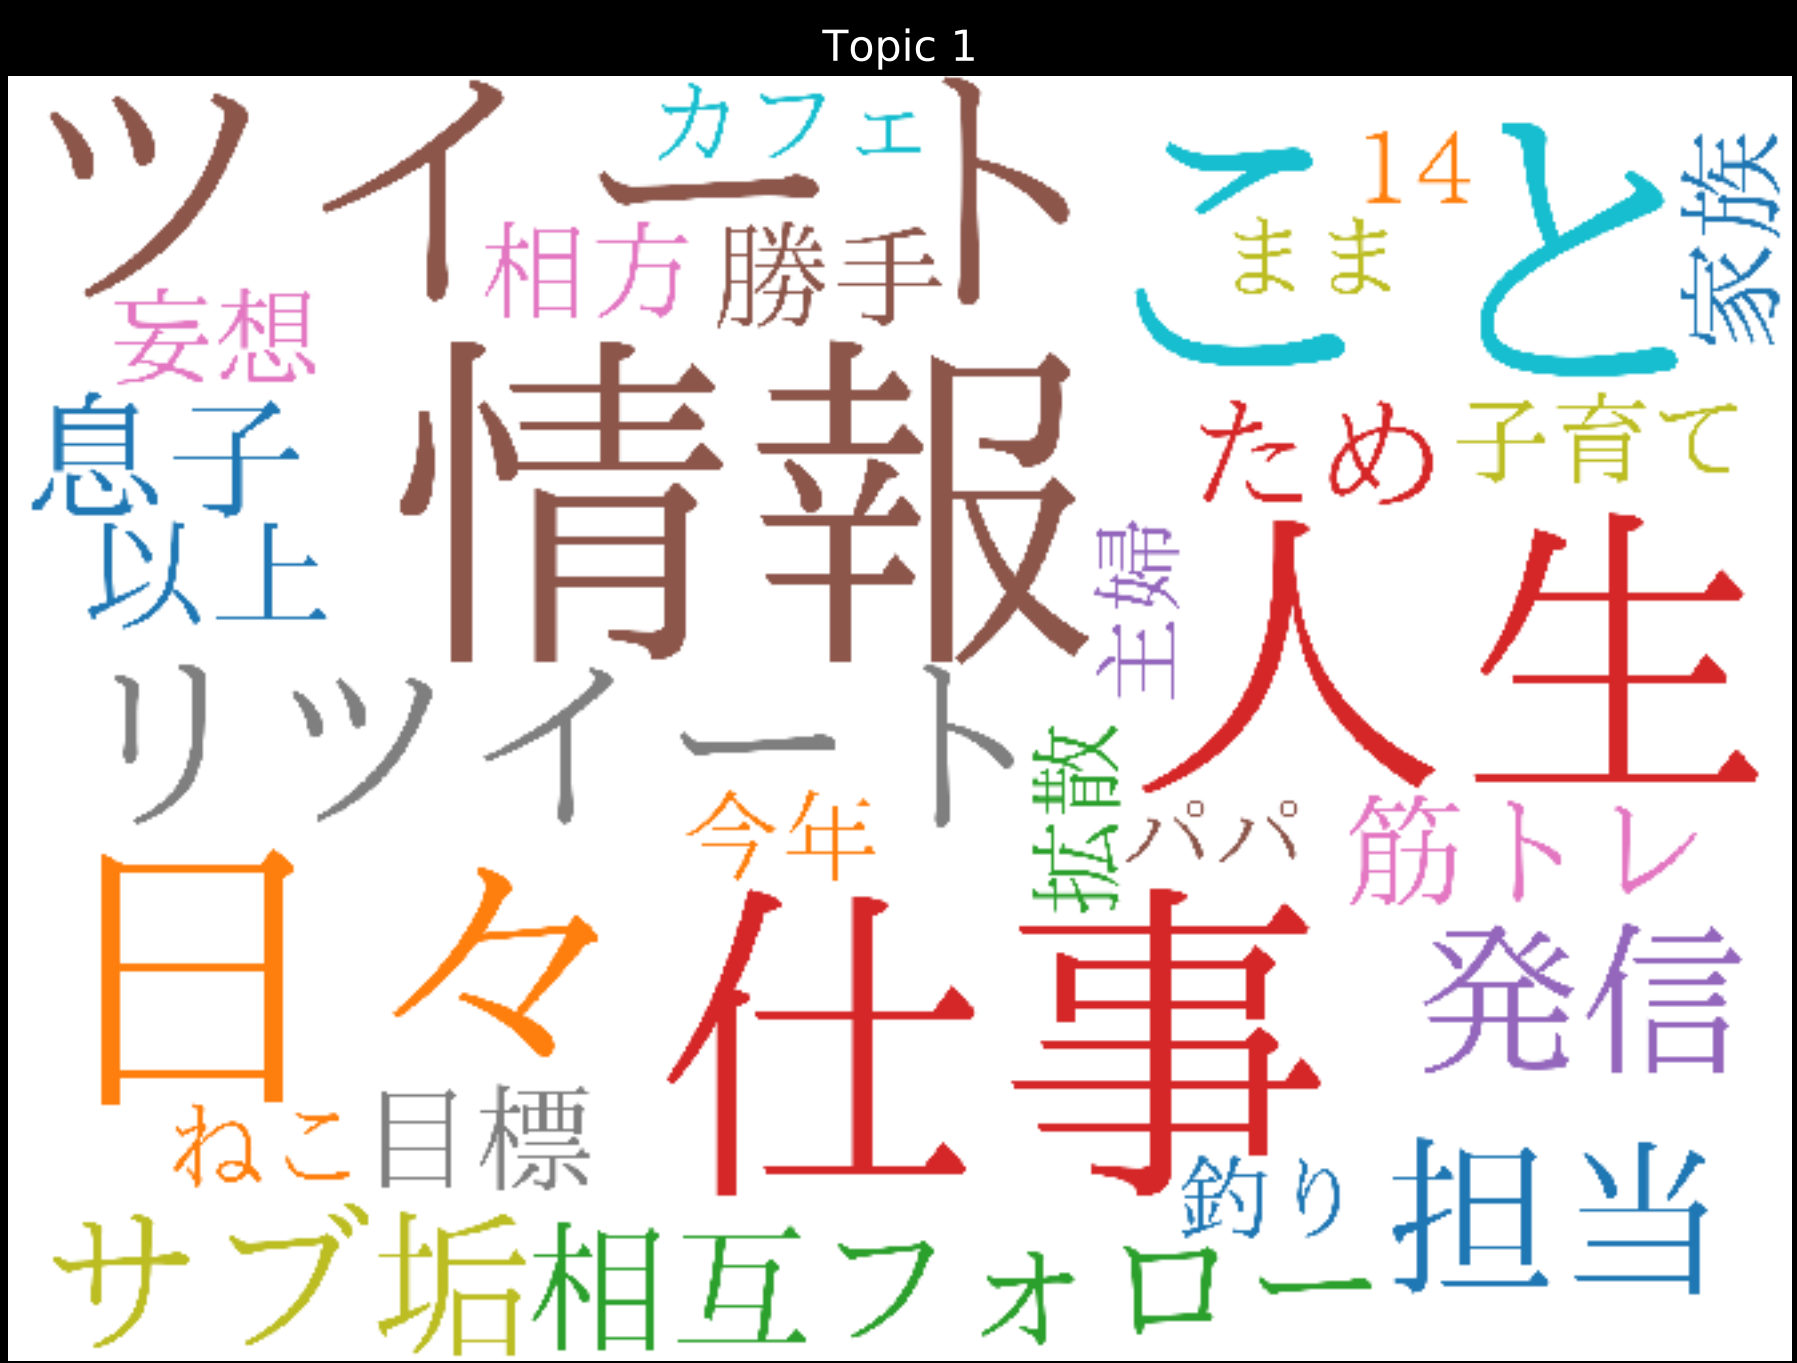 Topic 1
ツイート
カフェ
こと
14
まま
家族
相方
勝手
妄想
情報
息子
以上
ため
子育て
主婦
人生
リツイート
拡散
今年
パパ
筋トレ
日々
仕事
発信
ねこ
目標
釣り
担当
サブ垢
相互フォロー